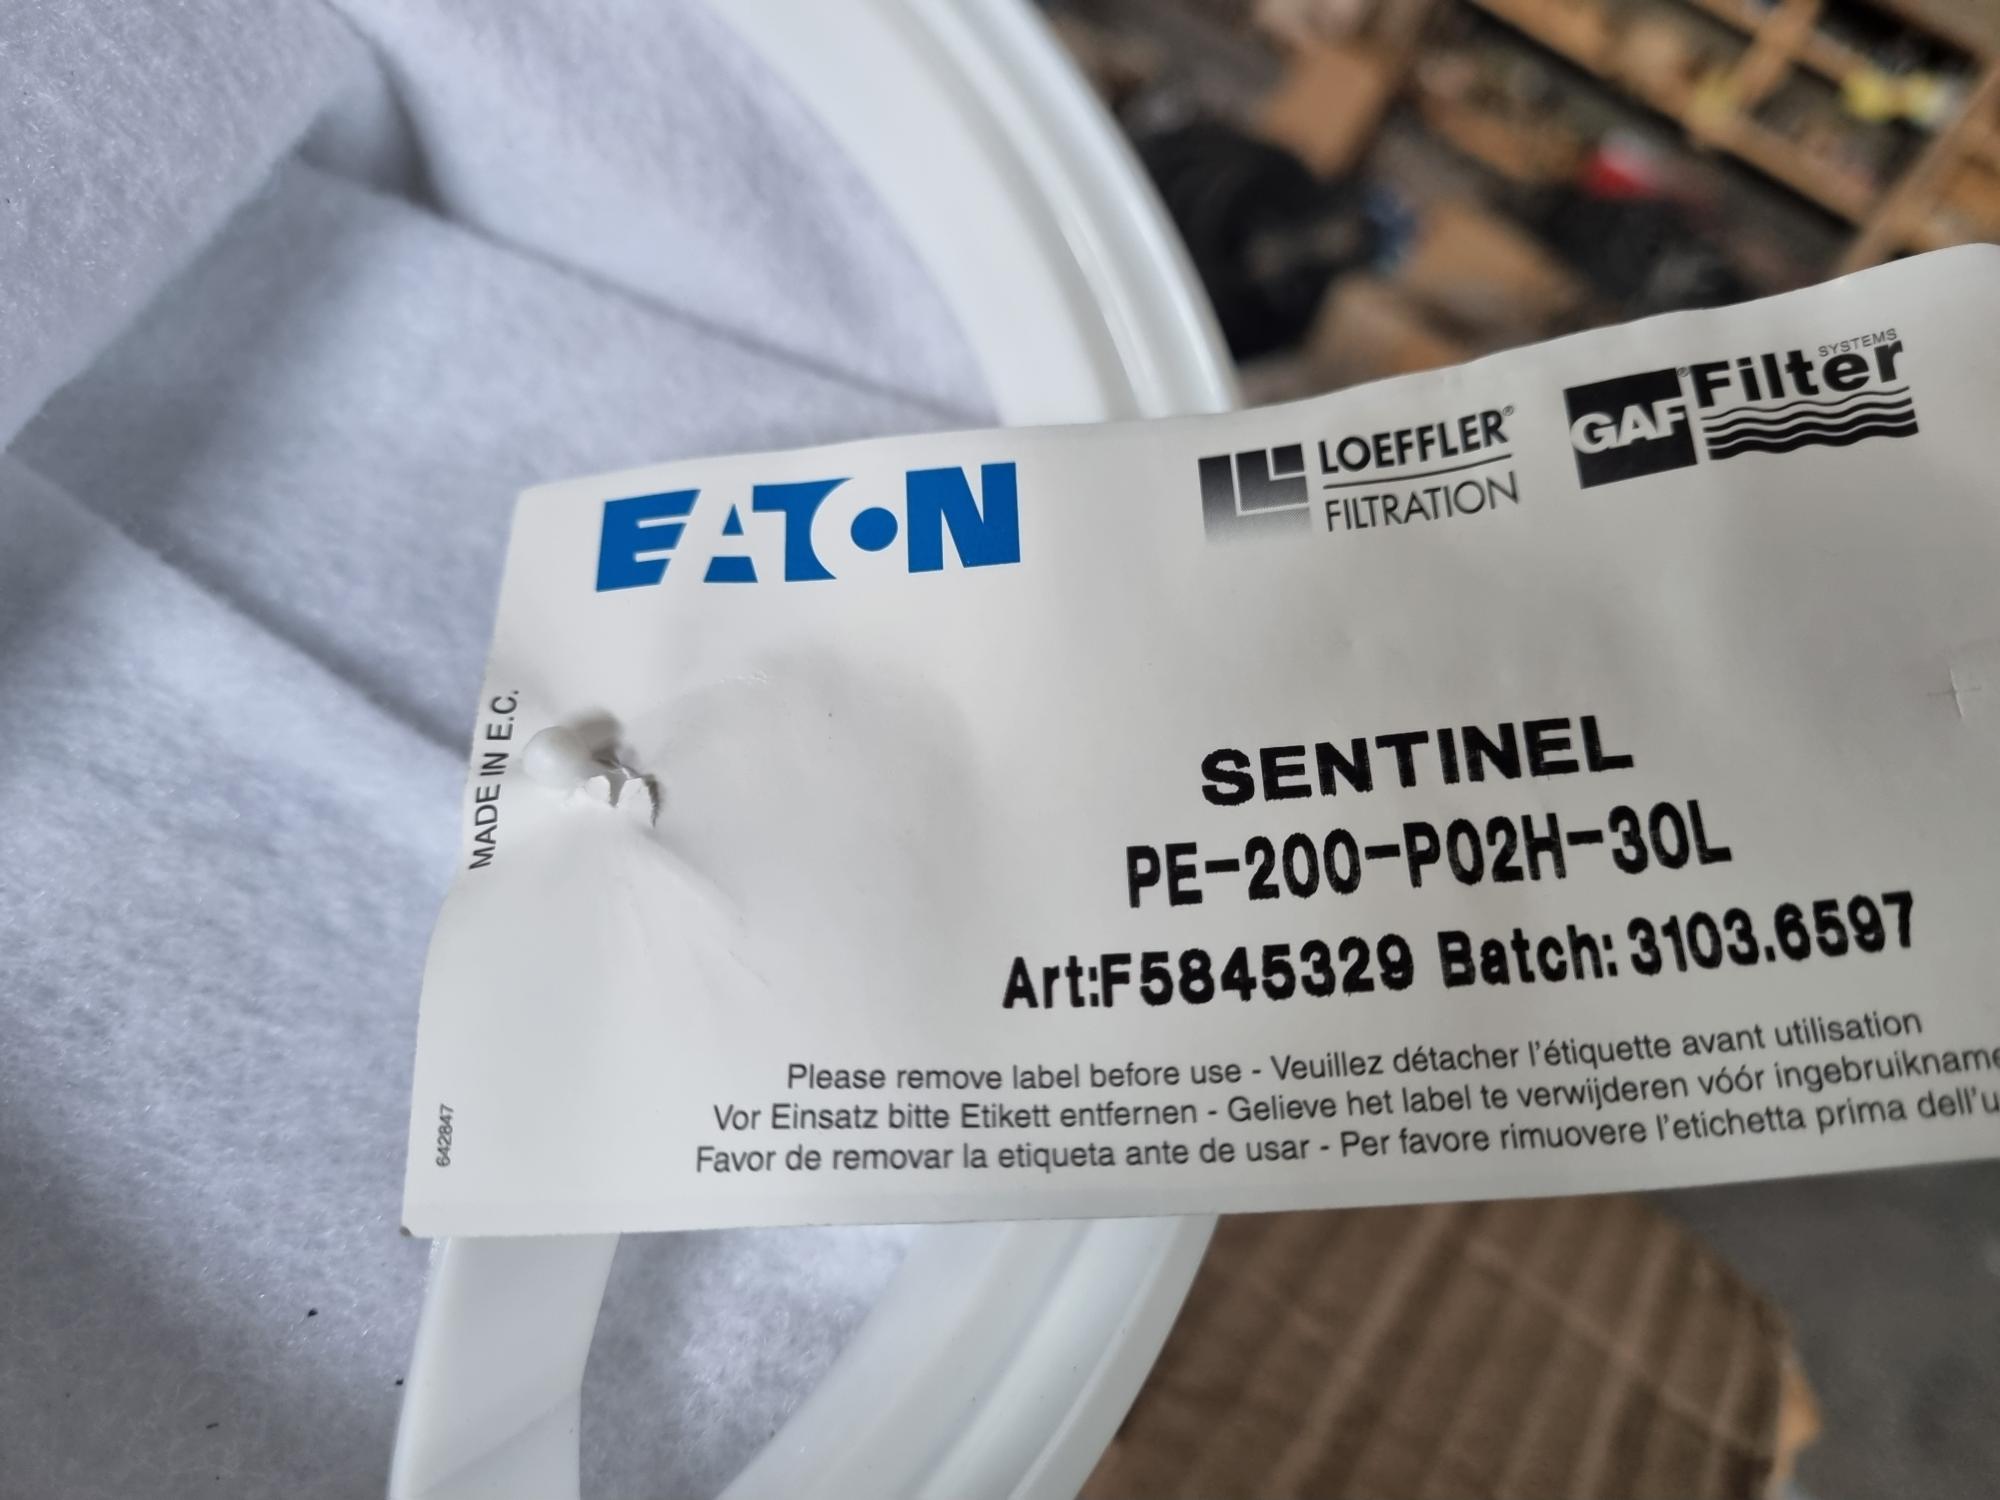 EATON
LOEFFLER®
FILTRATION
GAF® Filter
SYSTEMS
MADE IN E.C.
SENTINEL
PE-200-P02H-30L
Art:F5845329 Batch: 3103.6597
Please remove label before use - Veuillez détacher l'étiquette avant utilisation
Vor Einsatz bitte Etikett entfernen - Gelieve het label te verwijderen vóór ingebruikname
Favor de removar la etiqueta ante de usar - Per favore rimuovere l'etichetta prima dell'u
642847